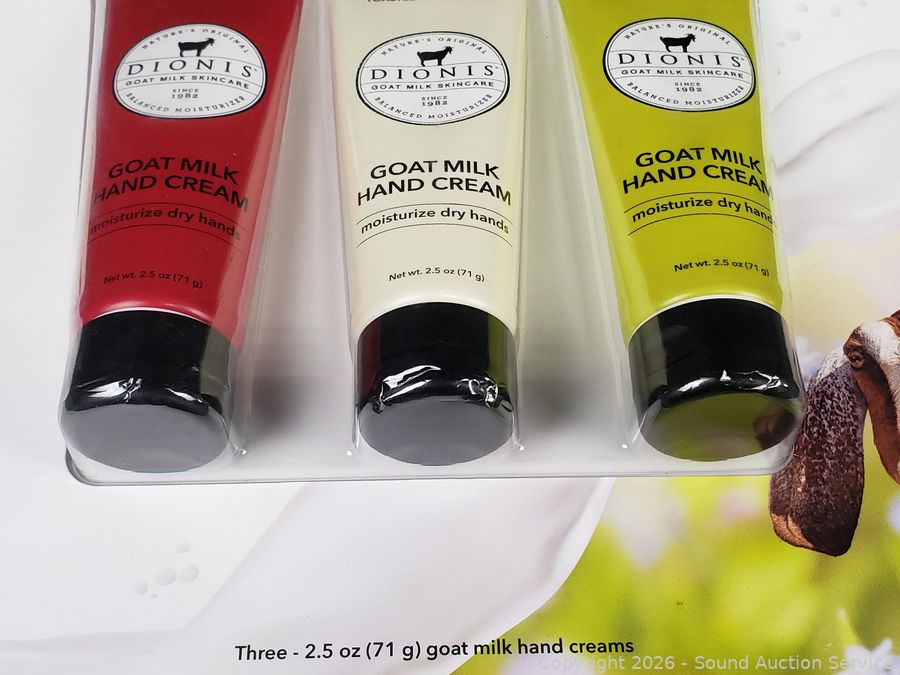 NATURE'S ORIGINAL
DIONIS
GOAT MILK SKINCARE
SINCE
1982
BALANCED MOISTURIZER
GOAT MILK
HAND CREAM
moisturize dry hands
Net wt. 2.5 oz (71 g)
NATURE'S ORIGINAL
DIONIS
GOAT MILK SKINCARE
SINCE
1982
BALANCED MOISTURIZER
GOAT MILK
HAND CREAM
moisturize dry hands
Net wt. 2.5 oz (71 g)
NATURE'S ORIGINAL
DIONIS
GOAT MILK SKINCARE
SINCE
1982
BALANCED MOISTURIZER
GOAT MILK
HAND CREAM
moisturize dry hands
Net wt. 2.5 oz (71 g)
Three - 2.5 oz (71 g) goat milk hand creams
Copyright 2026 - Sound Auction Service